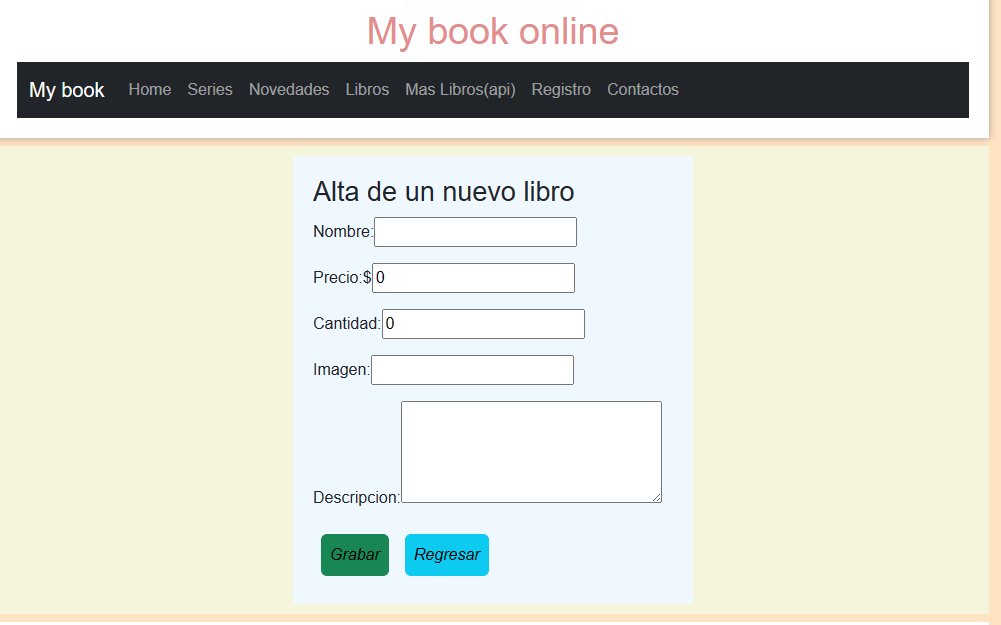 My book online
My book Home Series Novedades Libros Mas Libros(api) Registro Contactos
Alta de un nuevo libro
Nombre:
Precio:$0
Cantidad:0
Imagen:
Descripcion:
Grabar Regresar